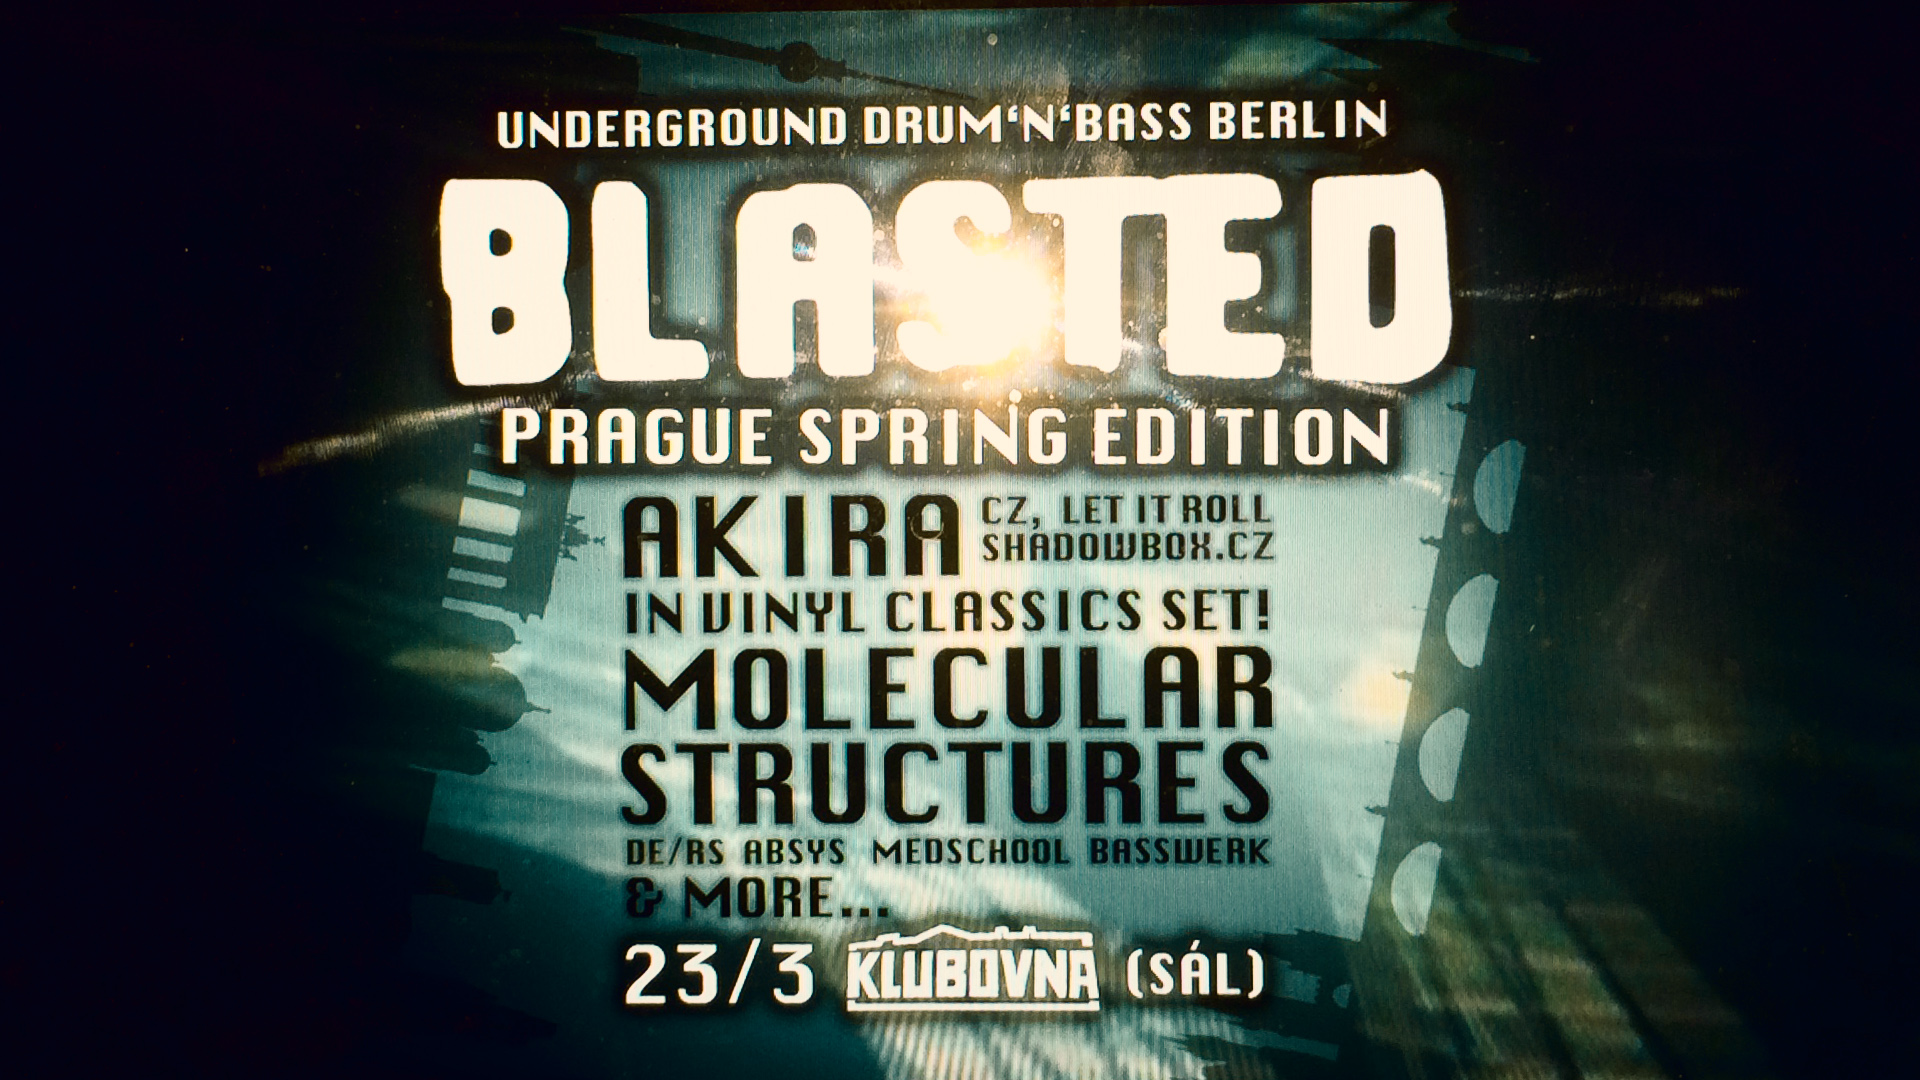 UNDERGROUND DRUM‘N‘BASS BERLIN
BLASTED
PRAGUE SPRING EDITION
AKIRA CZ, LET IT ROLL
SHADOWBOX.CZ
IN VINYL CLASSICS SET!
MOLECULAR
STRUCTURES
DE/RS ABSYS MEDSCHOOL BASSWERK
& MORE...
23/3 KLUBOVNA (SÁL)